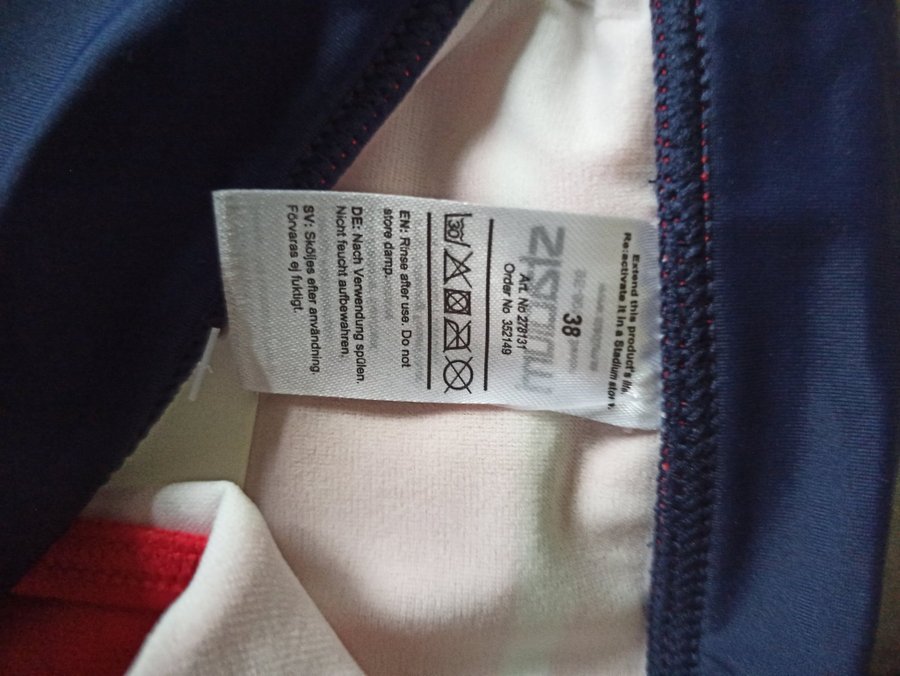 Extend this product's life.
Re:activate it in a Stadium
38
Art. No 278131
Order No 352149
30
EN: Rinse after use. Do not
store damp.
DE: Nach Verwendung spülen.
Nicht feucht aufbewahren.
SV: Sköljes efter användning.
Förvaras ej fuktigt.